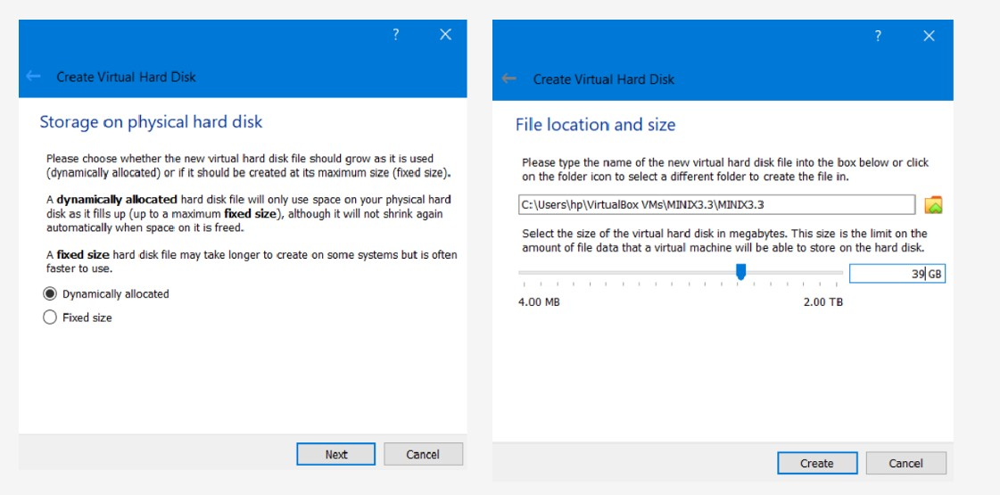 ?
Create Virtual Hard Disk
Storage on physical hard disk
Please choose whether the new virtual hard disk file should grow as it is used
(dynamically allocated) or if it should be created at its maximum size (fixed size).
A dynamically allocated hard disk file will only use space on your physical hard
disk as it fills up (up to a maximum fixed size), although it will not shrink again
automatically when space on it is freed.
A fixed size hard disk file may take longer to create on some systems but is often
faster to use.
Dynamically allocated
Fixed size
Next
Cancel
?
Create Virtual Hard Disk
File location and size
Please type the name of the new virtual hard disk file into the box below or click
on the folder icon to select a different folder to create the file in.
C:\Users\hp\VirtualBox VMs\MINIX3.3\MINIX3.3
Select the size of the virtual hard disk in megabytes. This size is the limit on the
amount of file data that a virtual machine will be able to store on the hard disk.
39 GB
4.00 MB
2.00 TB
Create
Cancel